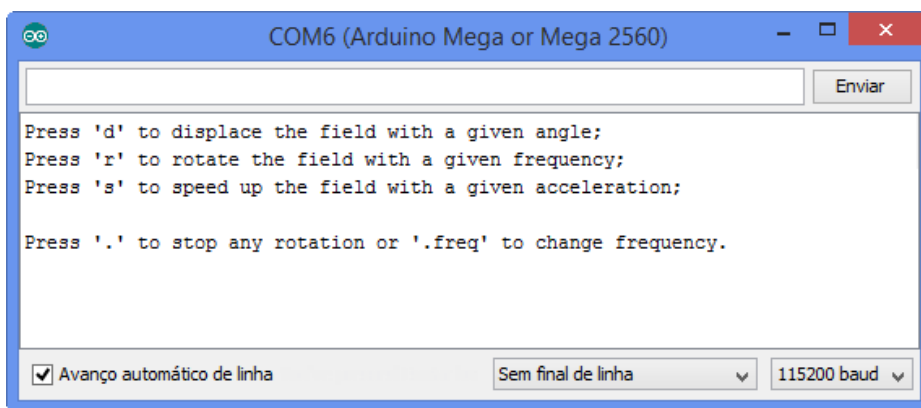 COM6 (Arduino Mega or Mega 2560)
Enviar
Press 'd' to displace the field with a given angle;
Press 'r' to rotate the field with a given frequency;
Press 's' to speed up the field with a given acceleration;
Press '.' to stop any rotation or '.freq' to change frequency.
Avanço automático de linha
Sem final de linha
115200 baud